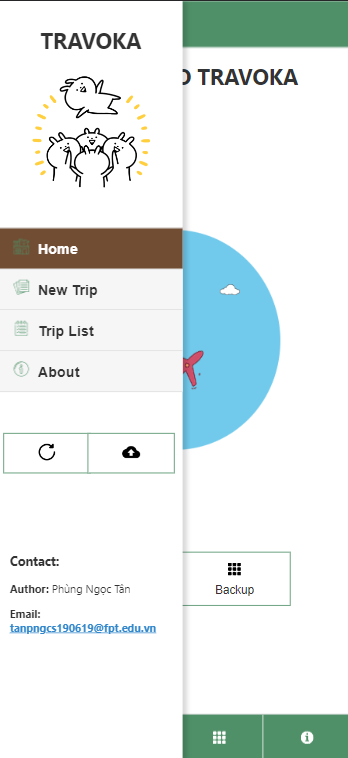 TRAVOKA
O TRAVOKA
Home
New Trip
Trip List
About
Contact:
Author: Phùng Ngọc Tân
Email:
tanpngcs190619@fpt.edu.vn
Backup